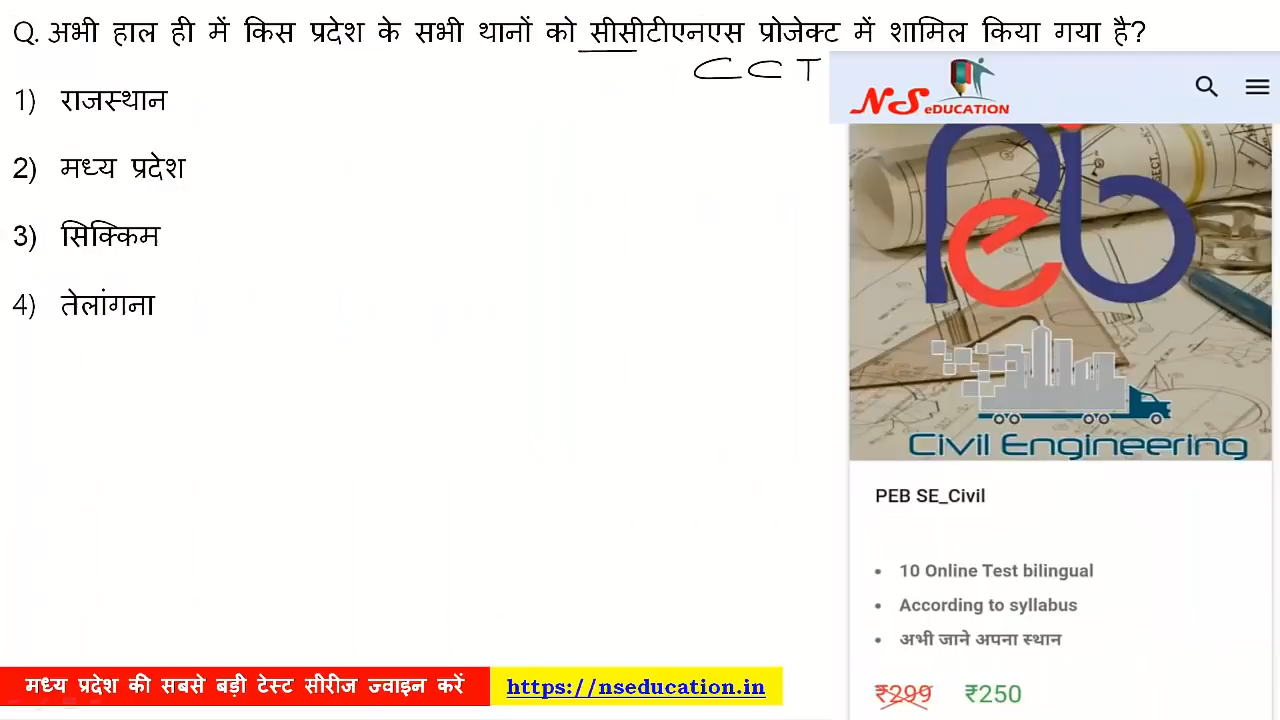 Q. अभी हाल ही में किस प्रदेश के सभी थानों को सीसीटीएनएस प्रोजेक्ट में शामिल किया गया है?
CCT
1) राजस्थान
2) मध्य प्रदेश
3) सिक्किम
4) तेलांगना
NS eDUCATION
Peb
Civil Engineering
PEB SE_Civil
• 10 Online Test bilingual
• According to syllabus
• अभी जाने अपना स्थान
₹299 ₹250
मध्य प्रदेश की सबसे बड़ी टेस्ट सीरीज ज्वाइन करें https://nseducation.in